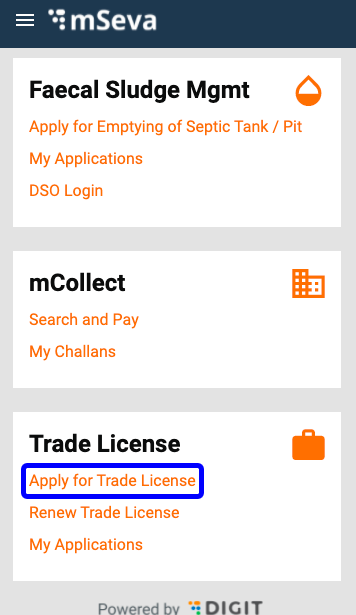 mSeva
Faecal Sludge Mgmt
Apply for Emptying of Septic Tank / Pit
My Applications
DSO Login
mCollect
Search and Pay
My Challans
Trade License
Apply for Trade License
Renew Trade License
My Applications
Powered by DIGIT